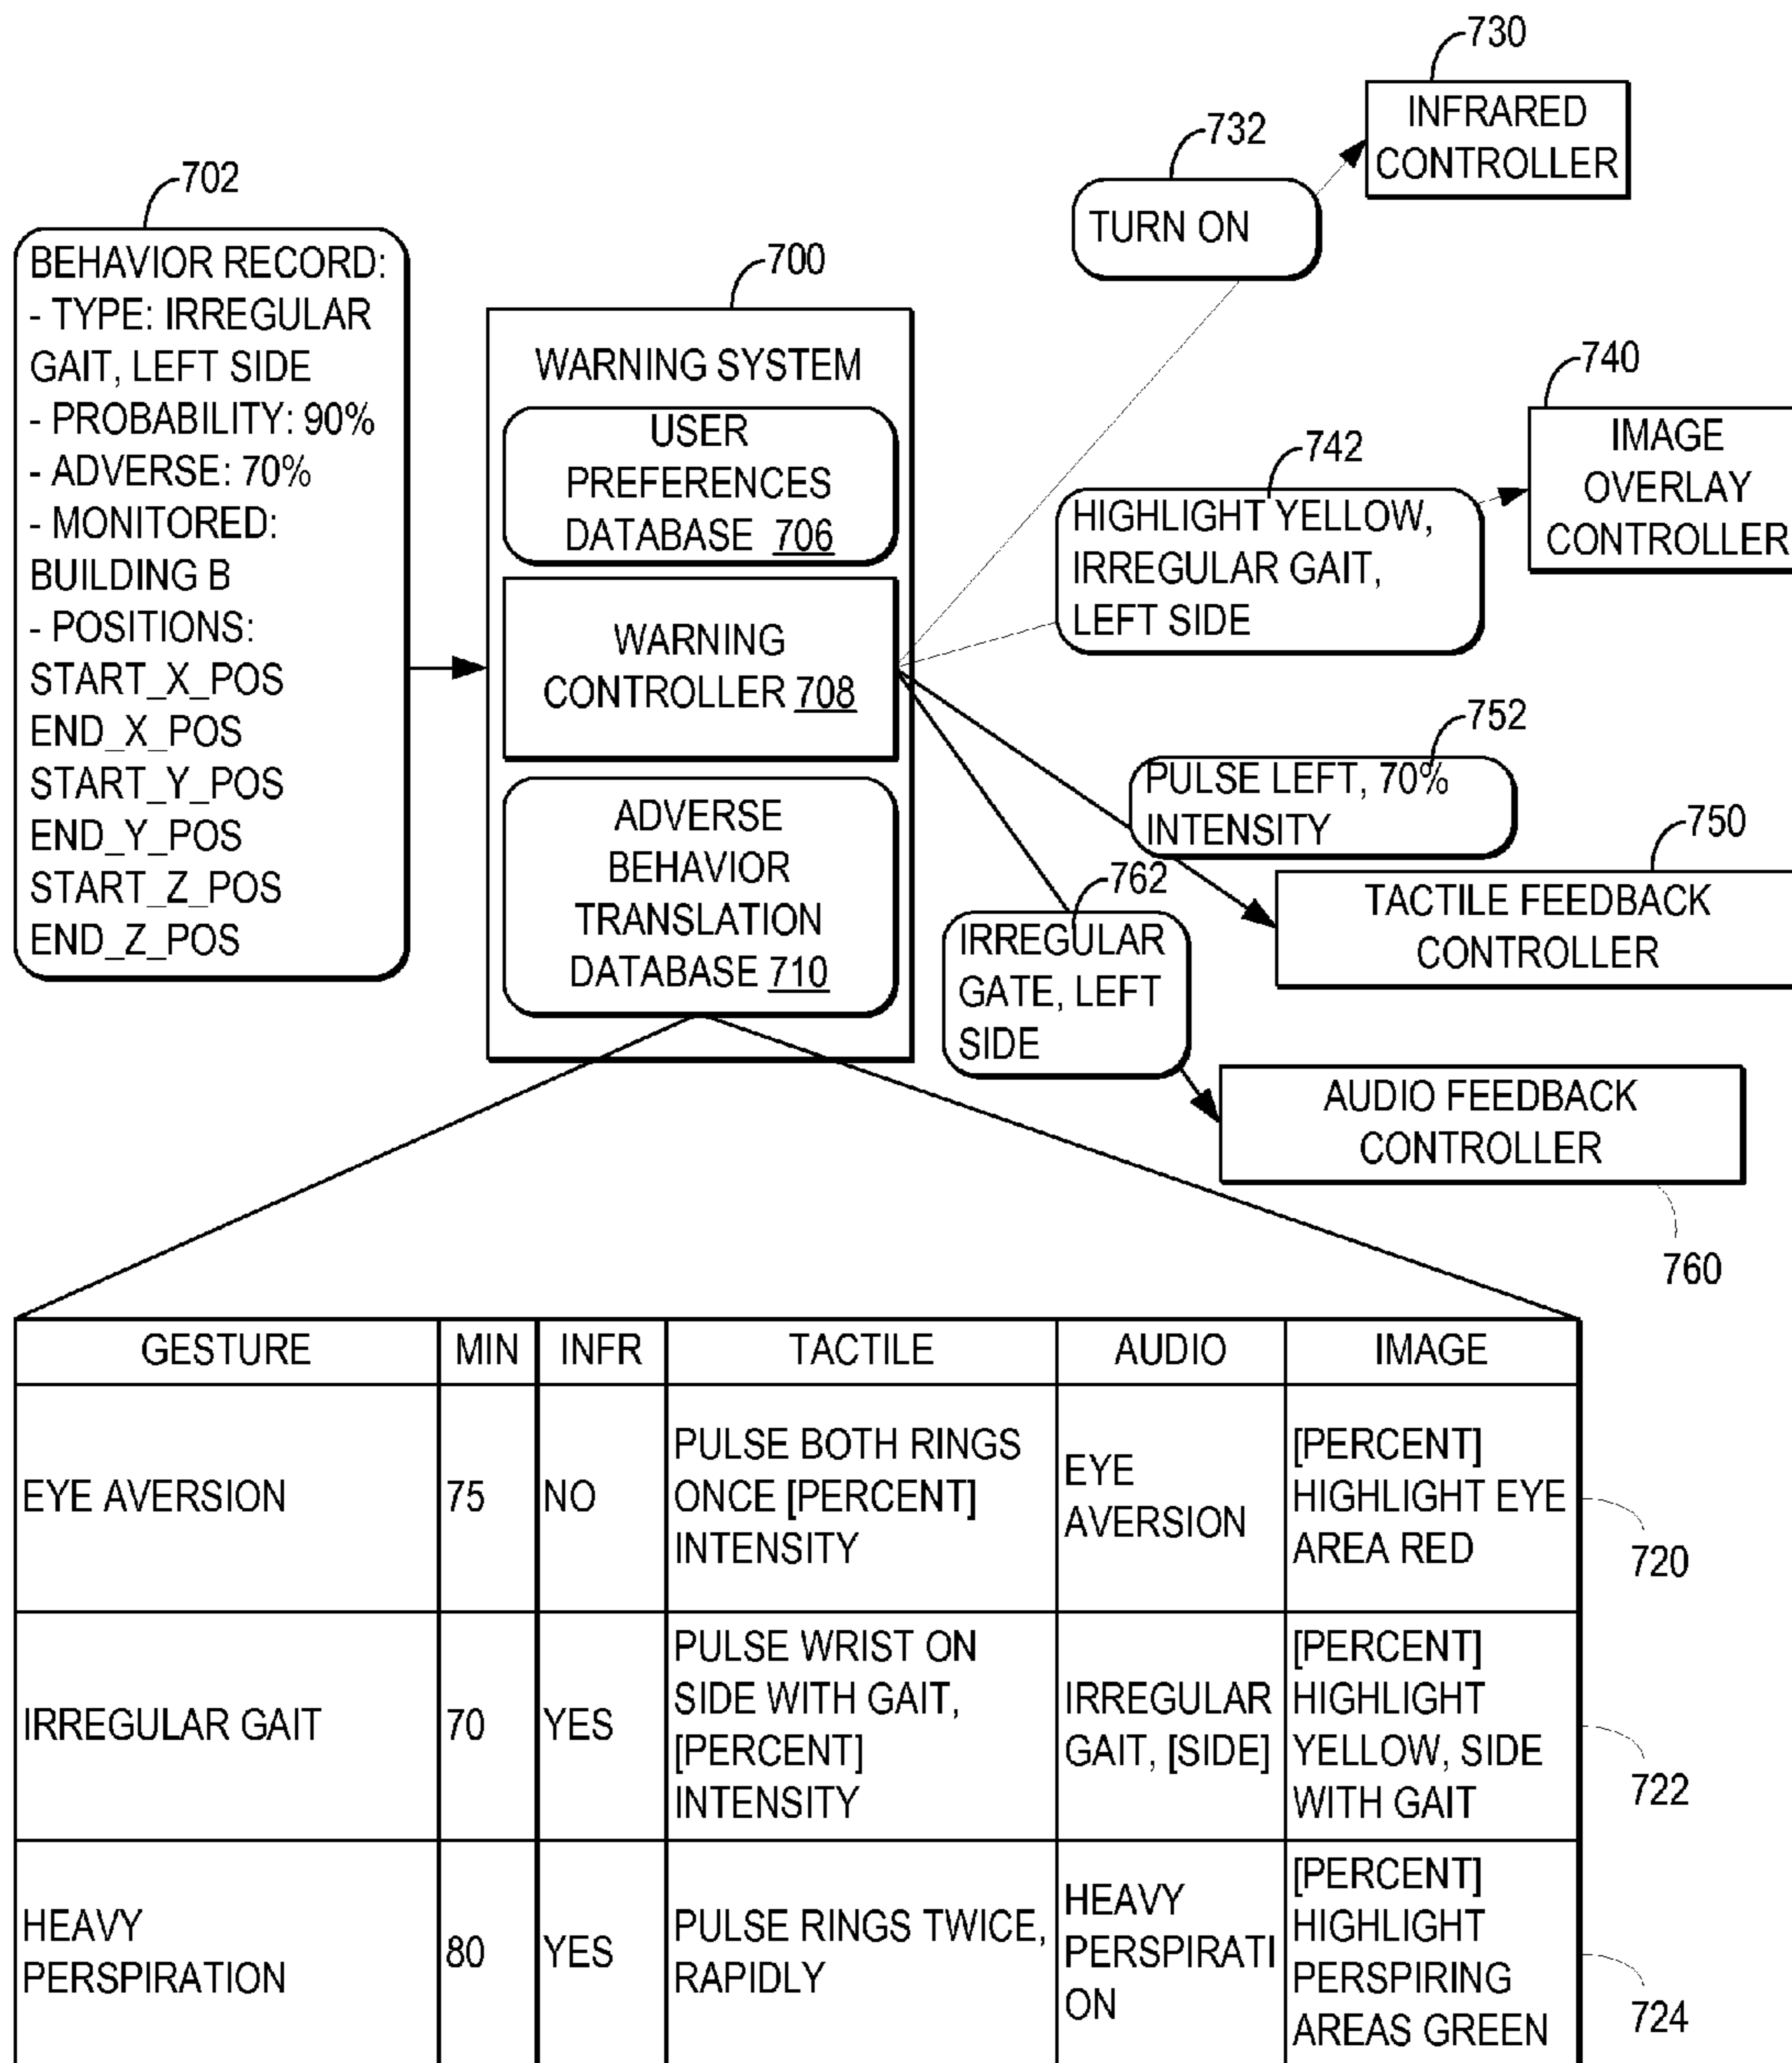 730
INFRARED
CONTROLLER
732
TURN ON
702
BEHAVIOR RECORD:
- TYPE: IRREGULAR
GAIT, LEFT SIDE
- PROBABILITY: 90%
- ADVERSE: 70%
- MONITORED:
BUILDING B
- POSITIONS:
START_X_POS
END_X_POS
START_Y_POS
END_Y_POS
START_Z_POS
END_Z_POS
700
WARNING SYSTEM
USER
PREFERENCES
DATABASE 706
WARNING
CONTROLLER 708
ADVERSE
BEHAVIOR
TRANSLATION
DATABASE 710
740
IMAGE
OVERLAY
CONTROLLER
742
HIGHLIGHT YELLOW,
IRREGULAR GAIT,
LEFT SIDE
752
PULSE LEFT, 70%
INTENSITY
750
TACTILE FEEDBACK
CONTROLLER
762
IRREGULAR
GATE, LEFT
SIDE
AUDIO FEEDBACK
CONTROLLER
760
GESTURE
MIN
INFR
TACTILE
AUDIO
IMAGE
EYE AVERSION
75
NO
PULSE BOTH RINGS
ONCE [PERCENT]
INTENSITY
EYE
AVERSION
[PERCENT]
HIGHLIGHT EYE
AREA RED
720
IRREGULAR GAIT
70
YES
PULSE WRIST ON
SIDE WITH GAIT,
[PERCENT]
INTENSITY
IRREGULAR
GAIT, [SIDE]
[PERCENT]
HIGHLIGHT
YELLOW, SIDE
WITH GAIT
722
HEAVY
PERSPIRATION
80
YES
PULSE RINGS TWICE,
RAPIDLY
HEAVY
PERSPIRATI
ON
[PERCENT]
HIGHLIGHT
PERSPIRING
AREAS GREEN
724